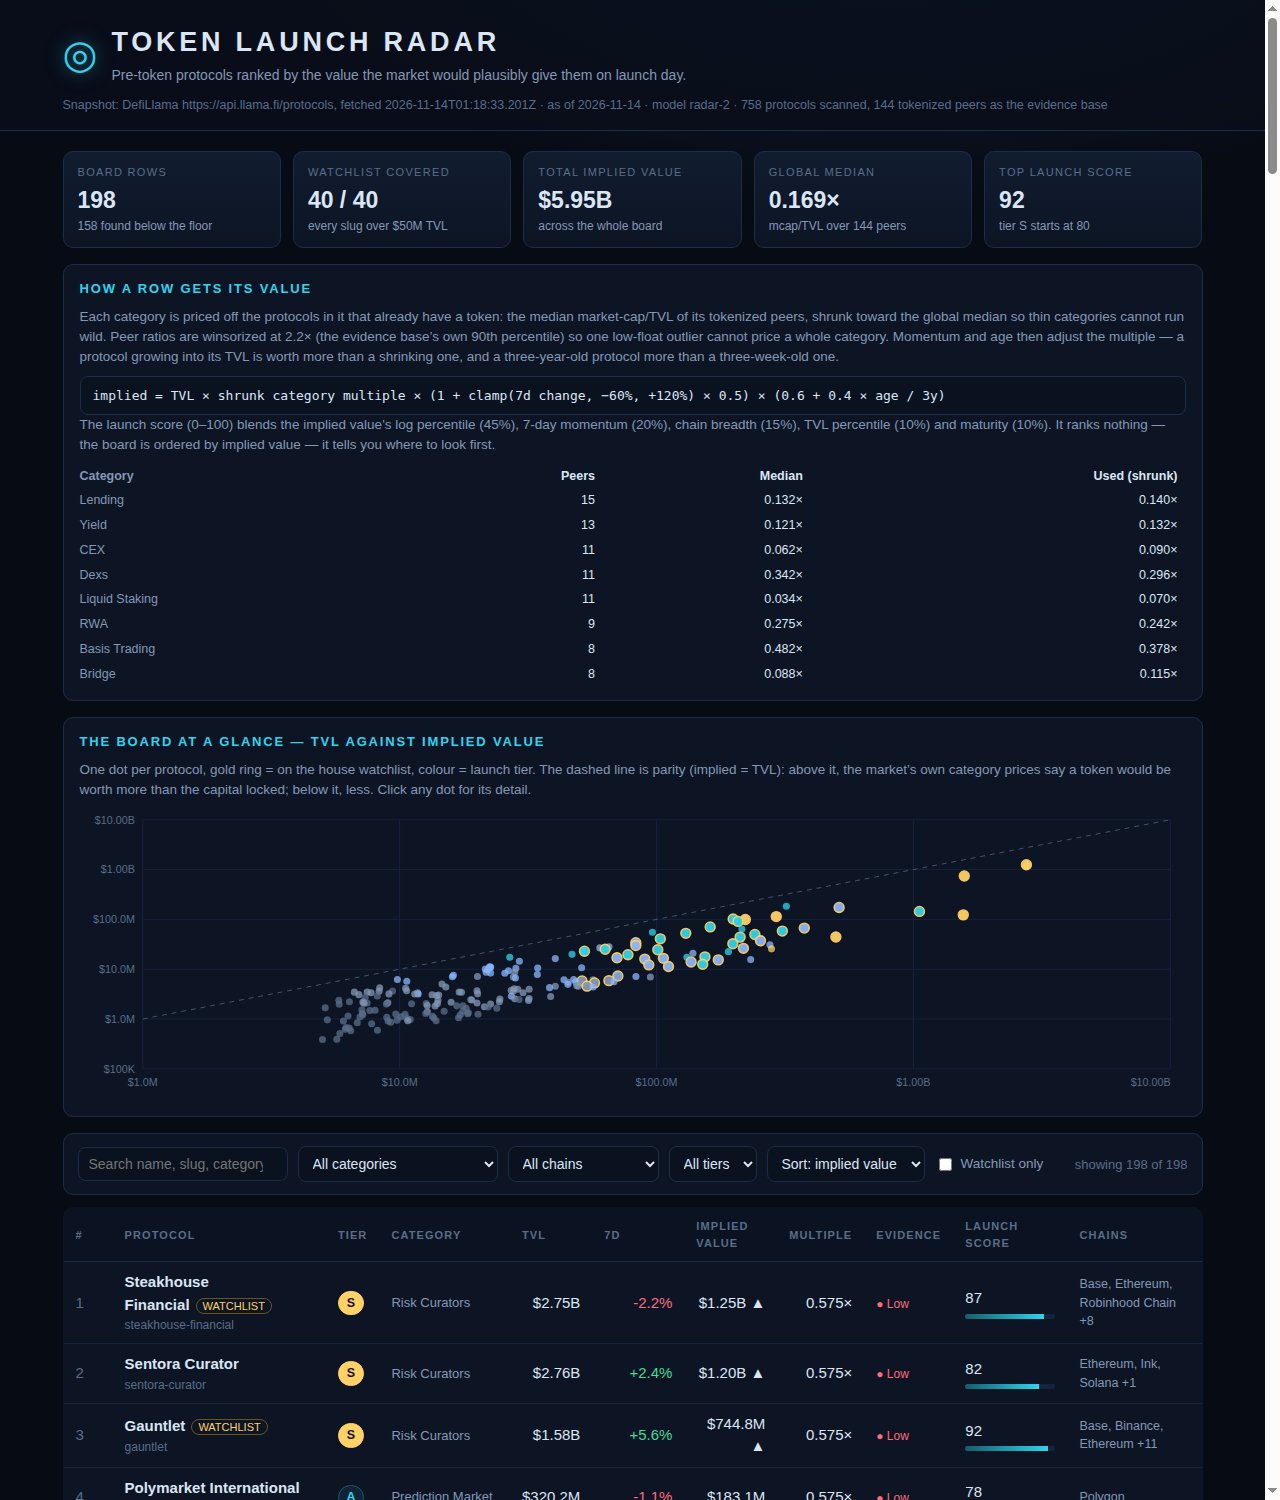 TOKEN LAUNCH RADAR
Pre-token protocols ranked by the value the market would plausibly give them on launch day.
Snapshot: DefiLlama https://api.llama.fi/protocols, fetched 2026-11-14T01:18:33.201Z · as of 2026-11-14 · model radar-2 · 758 protocols scanned, 144 tokenized peers as the evidence base
BOARD ROWS
198
158 found below the floor
WATCHLIST COVERED
40 / 40
every slug over $50M TVL
TOTAL IMPLIED VALUE
$5.95B
across the whole board
GLOBAL MEDIAN
0.169×
mcap/TVL over 144 peers
TOP LAUNCH SCORE
92
tier S starts at 80
HOW A ROW GETS ITS VALUE
Each category is priced off the protocols in it that already have a token: the median market-cap/TVL of its tokenized peers, shrunk toward the global median so thin categories cannot run
wild. Peer ratios are winsorized at 2.2× (the evidence base’s own 90th percentile) so one low-float outlier cannot price a whole category. Momentum and age then adjust the multiple — a
protocol growing into its TVL is worth more than a shrinking one, and a three-year-old protocol more than a three-week-old one.
implied = TVL × shrunk category multiple × (1 + clamp(7d change, −60%, +120%) × 0.5) × (0.6 + 0.4 × age / 3y)
The launch score (0–100) blends the implied value’s log percentile (45%), 7-day momentum (20%), chain breadth (15%), TVL percentile (10%) and maturity (10%). It ranks nothing —
the board is ordered by implied value — it tells you where to look first.
Category Peers Median Used (shrunk)
Lending 15 0.132× 0.140×
Yield 13 0.121× 0.132×
CEX 11 0.062× 0.090×
Dexs 11 0.342× 0.296×
Liquid Staking 11 0.034× 0.070×
RWA 9 0.275× 0.242×
Basis Trading 8 0.482× 0.378×
Bridge 8 0.088× 0.115×
THE BOARD AT A GLANCE — TVL AGAINST IMPLIED VALUE
One dot per protocol, gold ring = on the house watchlist, colour = launch tier. The dashed line is parity (implied = TVL): above it, the market’s own category prices say a token would be
worth more than the capital locked; below it, less. Click any dot for its detail.
$10.00B
$1.00B
$100.0M
$10.0M
$1.0M
$100K
$1.0M $10.0M $100.0M $1.00B $10.00B
Search name, slug, category
All categories
All chains
All tiers
Sort: implied value
Watchlist only
showing 198 of 198
# PROTOCOL TIER CATEGORY TVL 7D IMPLIED VALUE MULTIPLE EVIDENCE LAUNCH SCORE CHAINS
1 Steakhouse Financial WATCHLIST steakhouse-financial S Risk Curators $2.75B -2.2% $1.25B ▲ 0.575× ● Low 87 Base, Ethereum, Robinhood Chain +8
2 Sentora Curator sentora-curator S Risk Curators $2.76B +2.4% $1.20B ▲ 0.575× ● Low 82 Ethereum, Ink, Solana +1
3 Gauntlet WATCHLIST gauntlet S Risk Curators $1.58B +5.6% $744.8M ▲ 0.575× ● Low 92 Base, Binance, Ethereum +11
4 Polymarket International A Prediction Market $320.2M -1.1% $183.1M 0.575× ● Low 78 Polygon